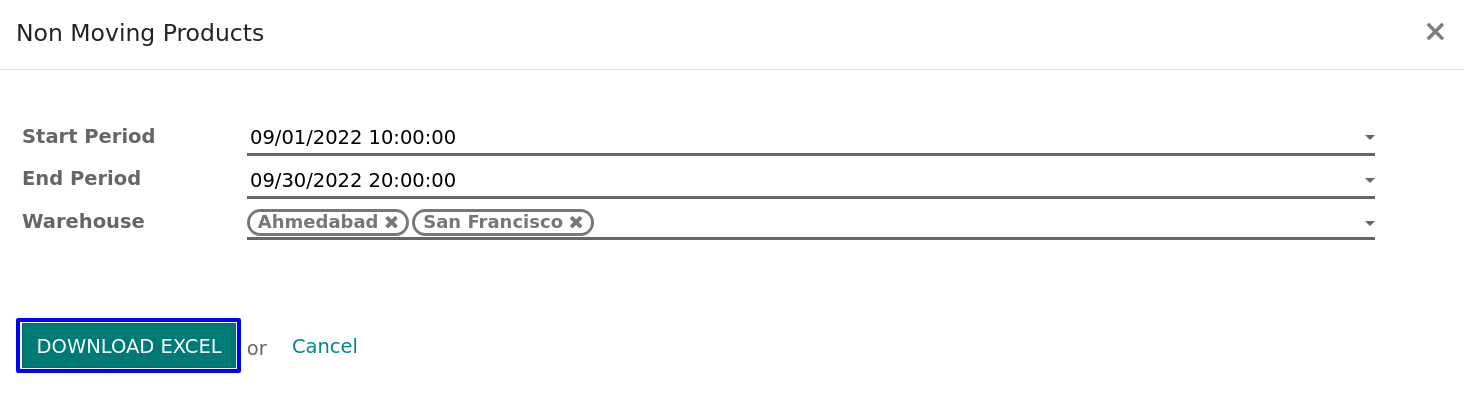 Non Moving Products
Start Period 09/01/2022 10:00:00
End Period 09/30/2022 20:00:00
Warehouse Ahmedabad San Francisco
DOWNLOAD EXCEL or Cancel